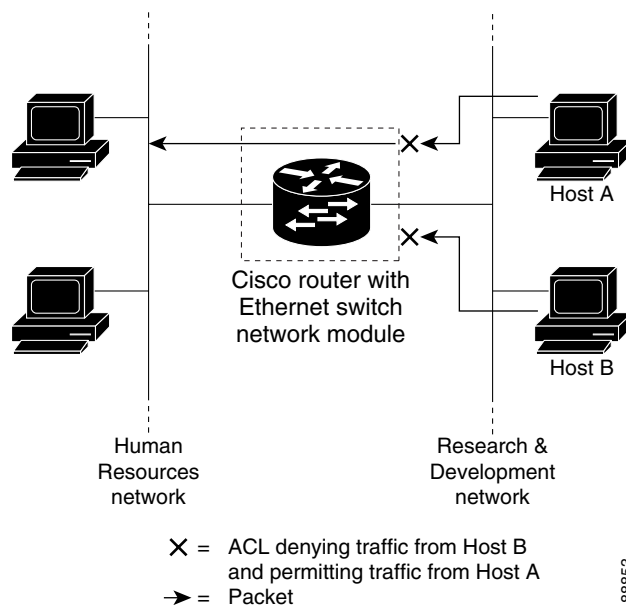 Host A
Cisco router with
Ethernet switch
network module
Host B
Human
Resources
network
Research &
Development
network
X = ACL denying traffic from Host B
and permitting traffic from Host A
= Packet